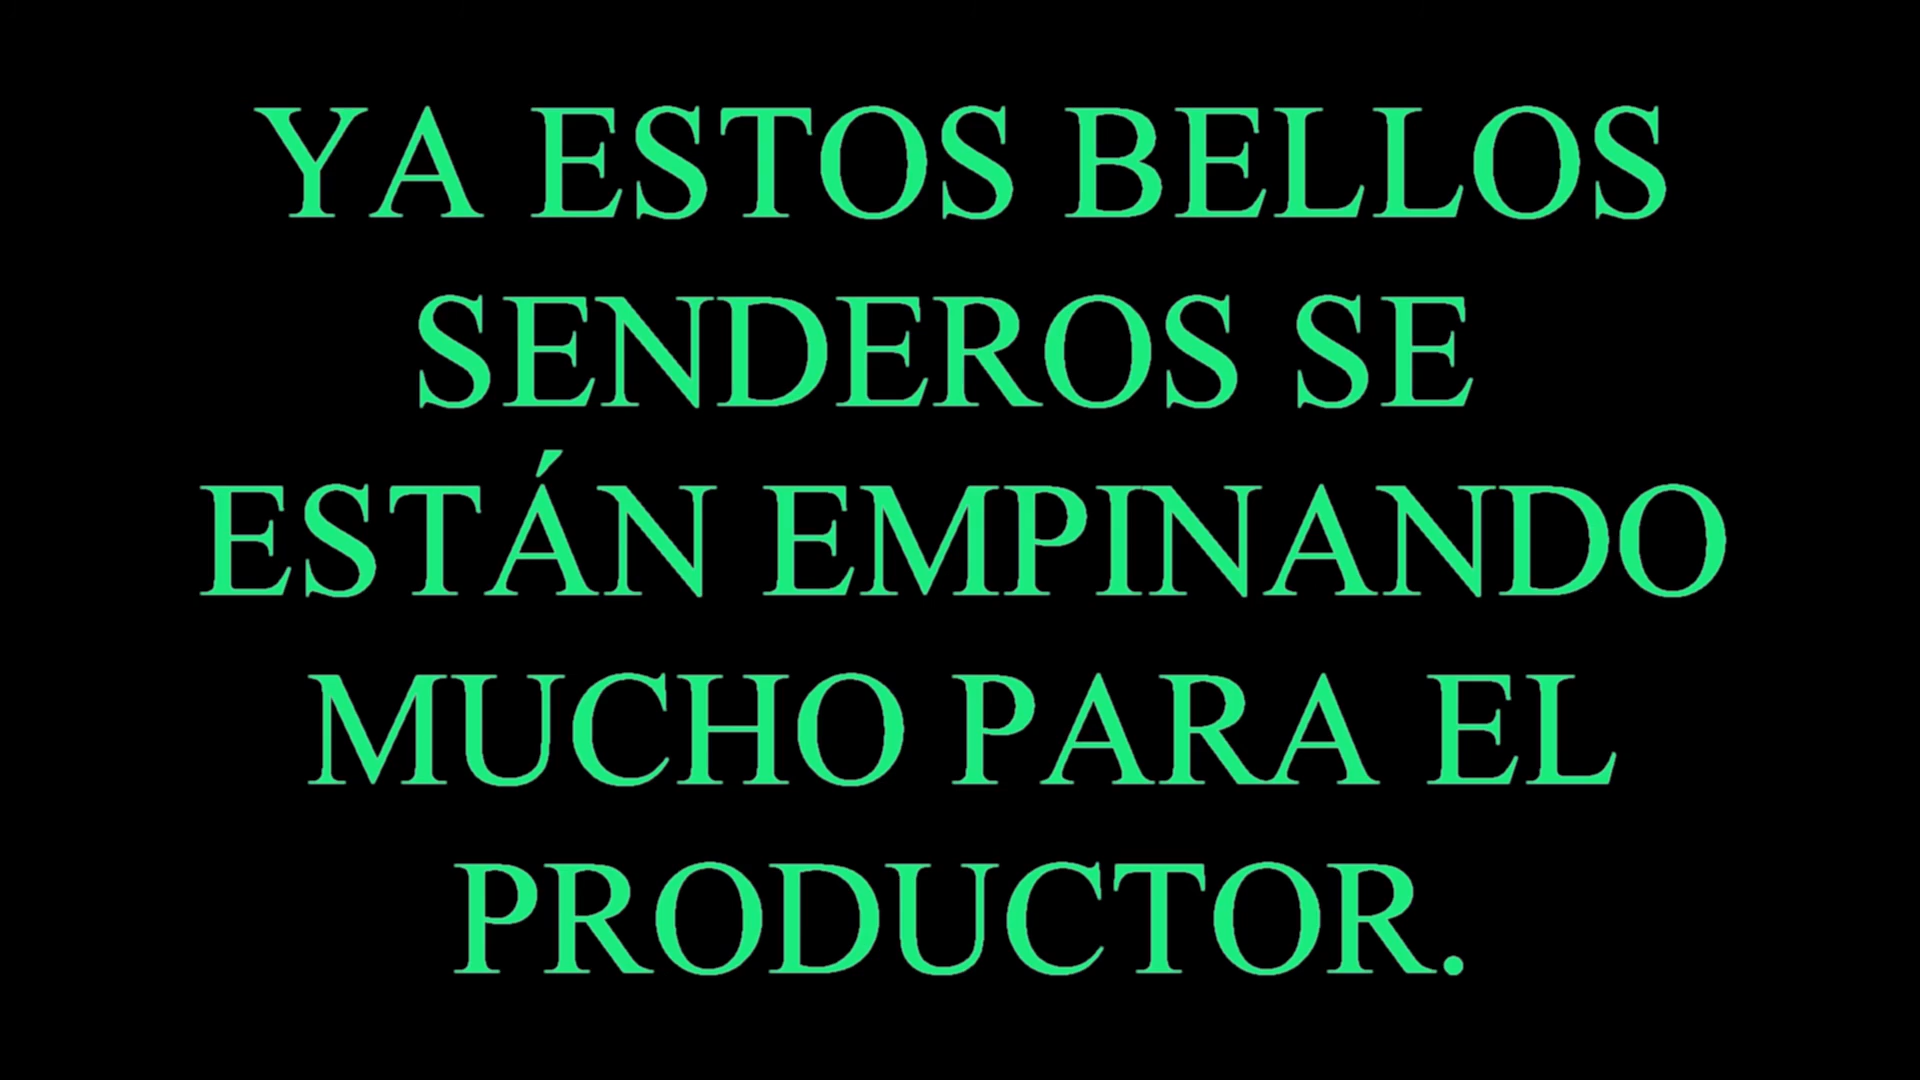 YA ESTOS BELLOS
SENDEROS SE
ESTÁN EMPINANDO
MUCHO PARA EL
PRODUCTOR.